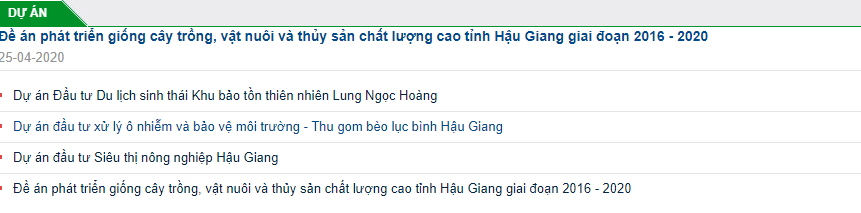 DỰ ÁN
Đề án phát triển giống cây trồng, vật nuôi và thủy sản chất lượng cao tỉnh Hậu Giang giai đoạn 2016 - 2020
25-04-2020
Dự án Đầu tư Du lịch sinh thái Khu bảo tồn thiên nhiên Lung Ngọc Hoàng
Dự án đầu tư xử lý ô nhiễm và bảo vệ môi trường - Thu gom bèo lục bình Hậu Giang
Dự án đầu tư Siêu thị nông nghiệp Hậu Giang
Đề án phát triển giống cây trồng, vật nuôi và thủy sản chất lượng cao tỉnh Hậu Giang giai đoạn 2016 - 2020